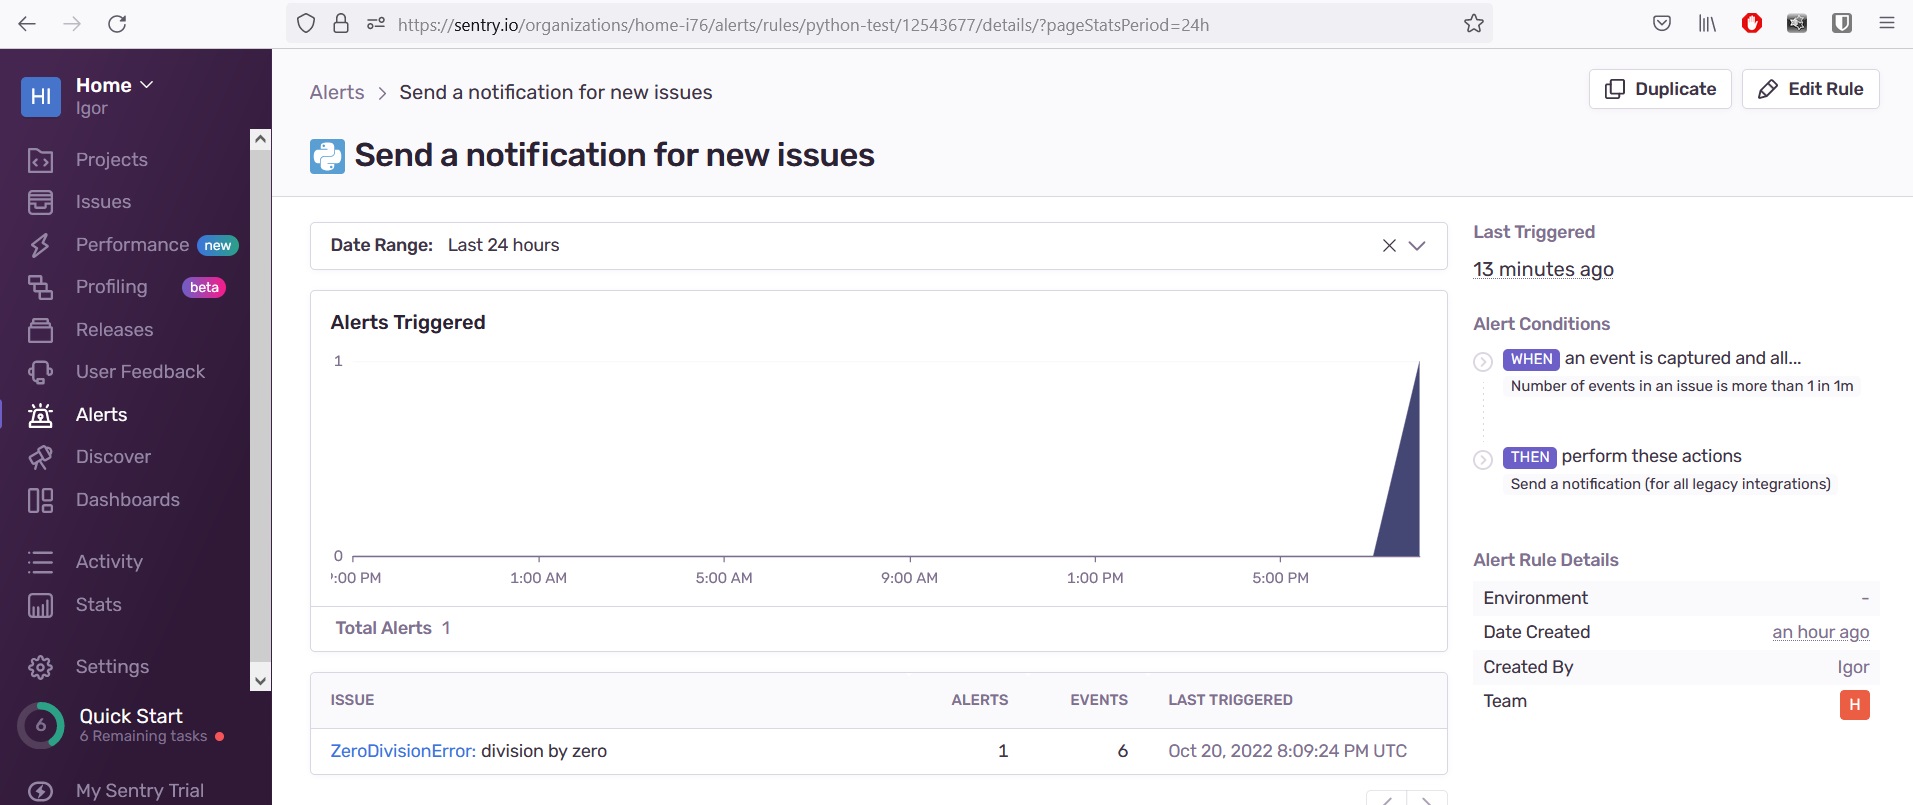 https://sentry.io/organizations/home-i76/alerts/rules/python-test/12543677/details/?pageStatsPeriod=24h
HI
Home
Igor
Projects
Issues
Performance new
Profiling beta
Releases
User Feedback
Alerts
Discover
Dashboards
Activity
Stats
Settings
6
Quick Start
6 Remaining tasks
My Sentry Trial
Alerts > Send a notification for new issues
Duplicate
Edit Rule
Send a notification for new issues
Date Range: Last 24 hours
Alerts Triggered
1
0
:00 PM 1:00 AM 5:00 AM 9:00 AM 1:00 PM 5:00 PM
Total Alerts 1
ISSUE ALERTS EVENTS LAST TRIGGERED
ZeroDivisionError: division by zero 1 6 Oct 20, 2022 8:09:24 PM UTC
Last Triggered
13 minutes ago
Alert Conditions
WHEN an event is captured and all...
Number of events in an issue is more than 1 in 1m
THEN perform these actions
Send a notification (for all legacy integrations)
Alert Rule Details
Environment -
Date Created an hour ago
Created By Igor
Team H